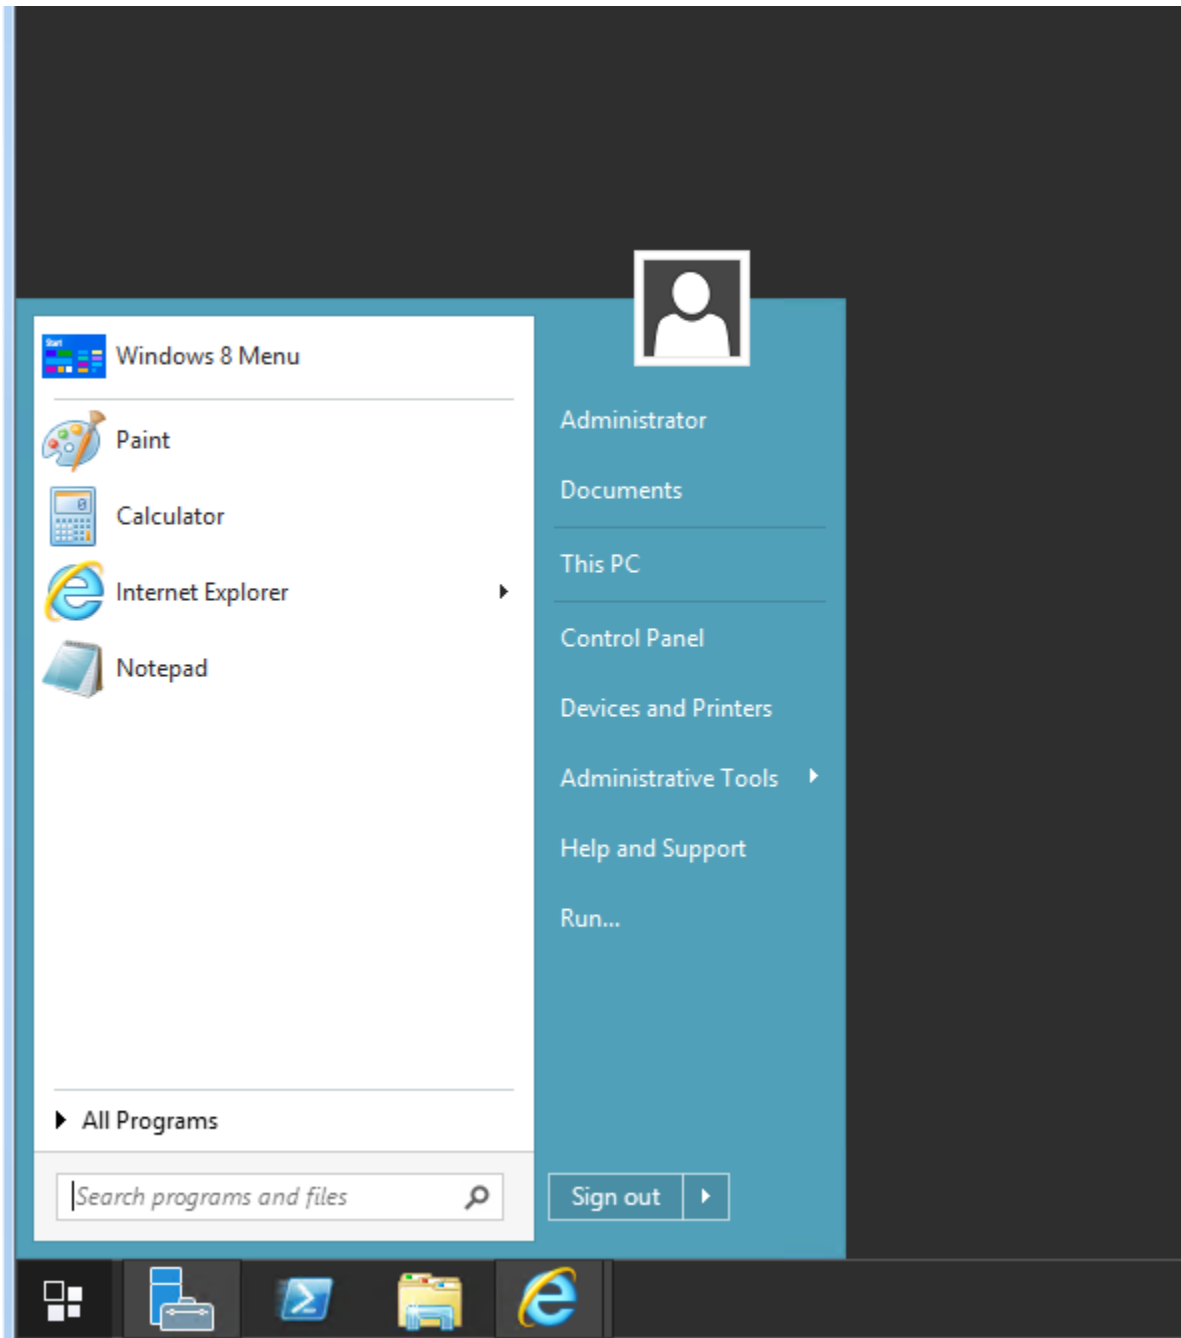 Windows 8 Menu
Paint
Calculator
Internet Explorer
Notepad
All Programs
Search programs and files
Administrator
Documents
This PC
Control Panel
Devices and Printers
Administrative Tools
Help and Support
Run...
Sign out